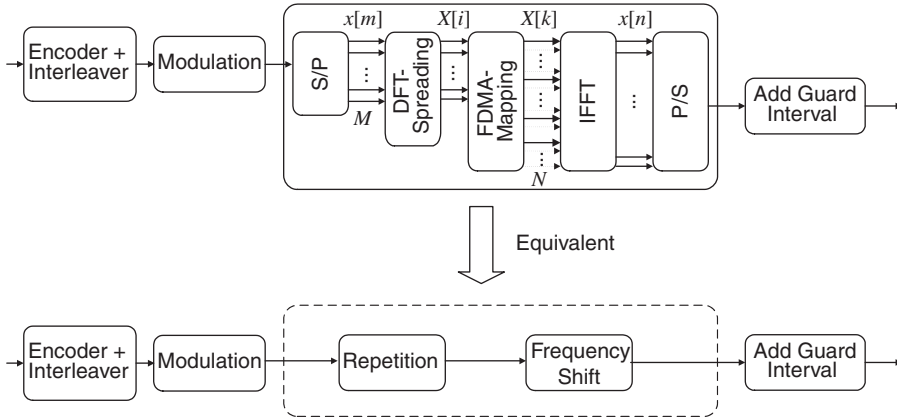 x[m] X[i] X[k] x[n]
Encoder +
Interleaver
Modulation
S/P
DFT-
Spreading
FDMA-
Mapping
IFFT
P/S
Add Guard
Interval
...
...
...
...
...
...
...
M
N
Equivalent
Encoder +
Interleaver
Modulation
Repetition
Frequency
Shift
Add Guard
Interval